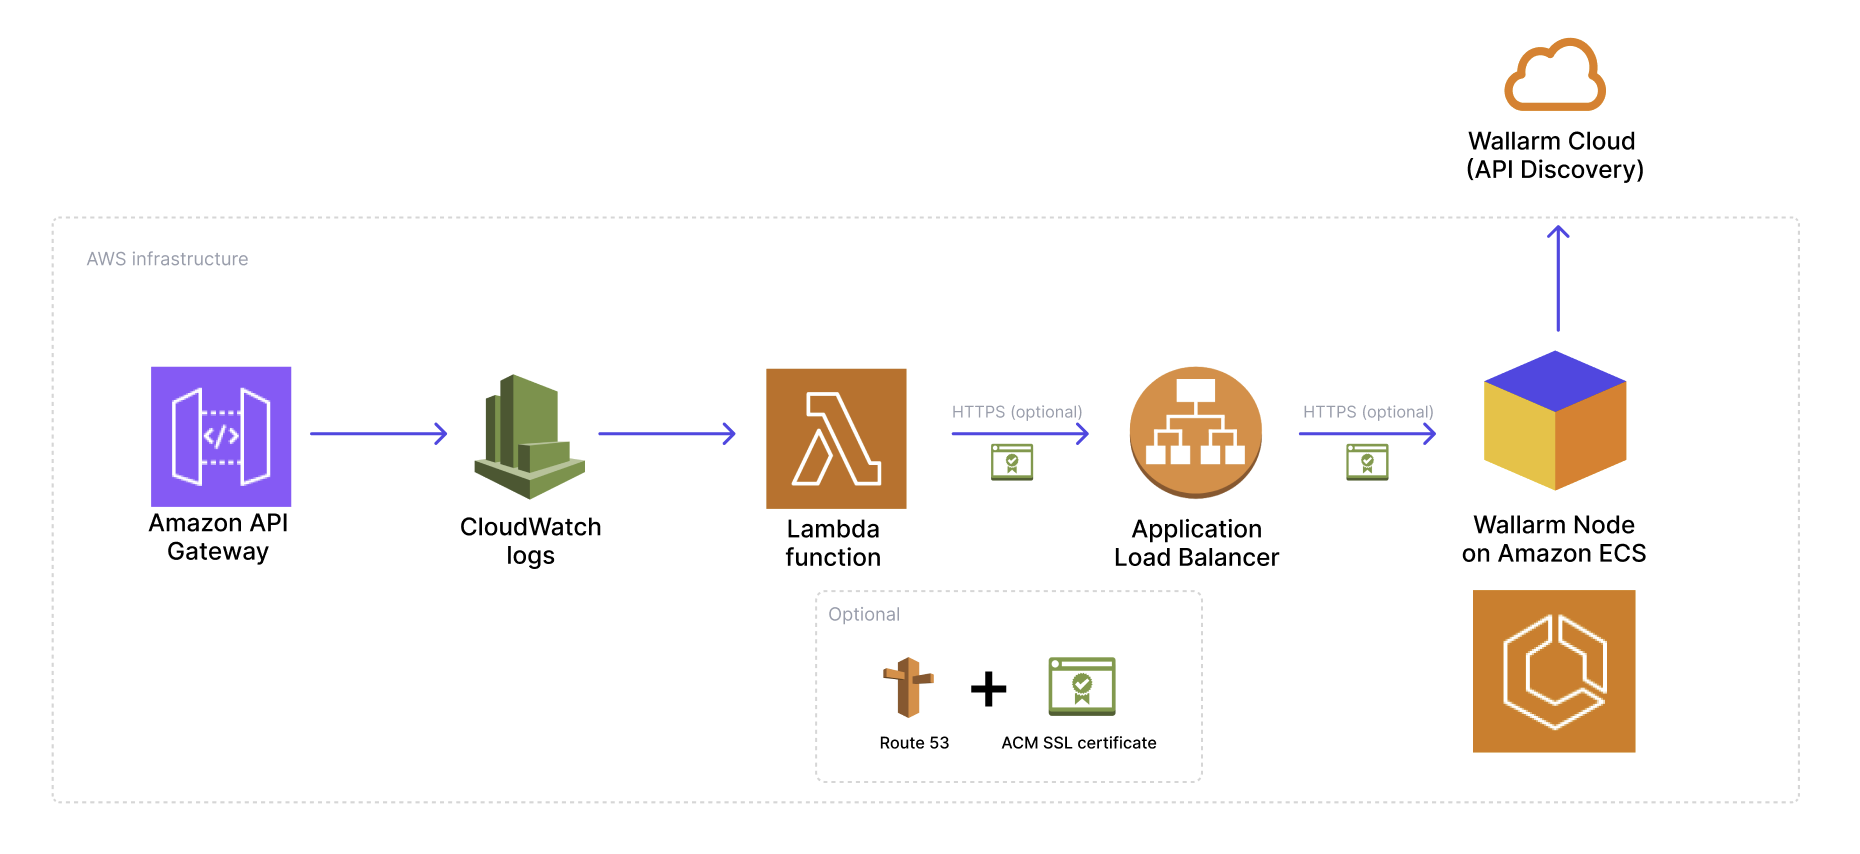 Wallarm Cloud
(API Discovery)
AWS infrastructure
</>
Amazon API
Gateway
CloudWatch
logs
Lambda
function
HTTPS (optional)
Application
Load Balancer
HTTPS (optional)
Wallarm Node
on Amazon ECS
Optional
Route 53
+
ACM SSL certificate